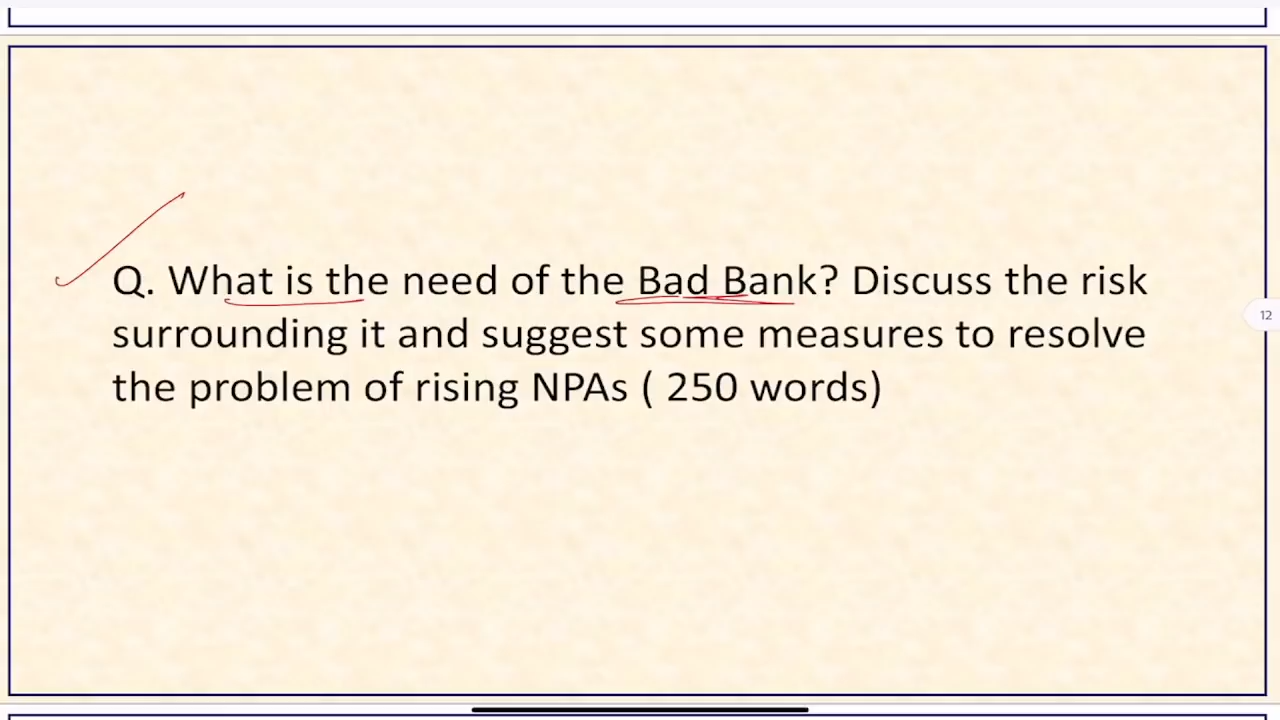 Q. What is the need of the Bad Bank? Discuss the risk
surrounding it and suggest some measures to resolve
the problem of rising NPAs ( 250 words)
12